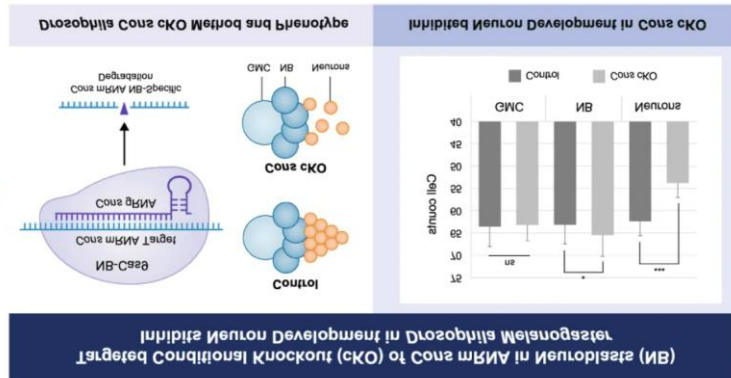 Targeted Conditional Knockout (cKO) of Cons mRNA in Neuroblasts (NB)
Inhibits Neuron Development in Drosophila Melanogaster
NB-Cas9
Cons mRNA Target
Cons gRNA
Cons mRNA NB-Specific
Degradation
Control
Cons cKO
GMC NB Neurons
Drosophila Cons cKO Method and Phenotype
Cell counts
75
70
65
60
55
50
45
40
ns
*
***
GMC NB Neurons
Control Cons cKO
Inhibited Neuron Development in Cons cKO